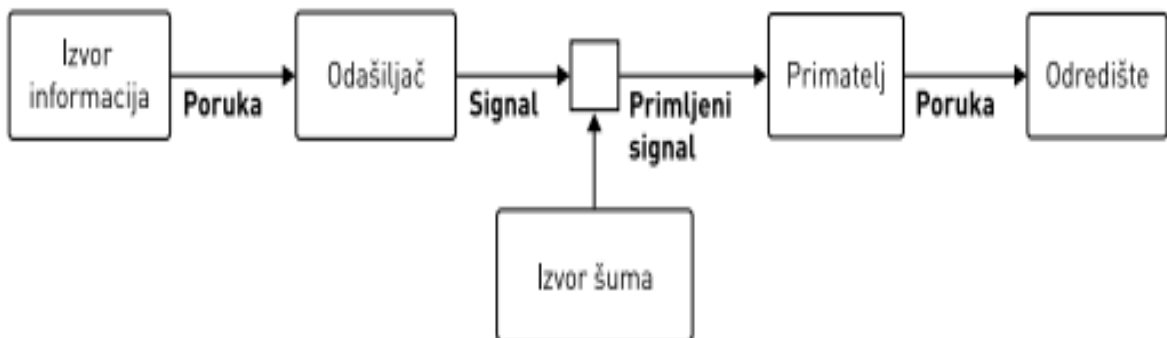 Izvor
informacija
Poruka
Odašiljač
Signal
Primljeni
signal
Primatelj
Poruka
Odredište
Izvor šuma